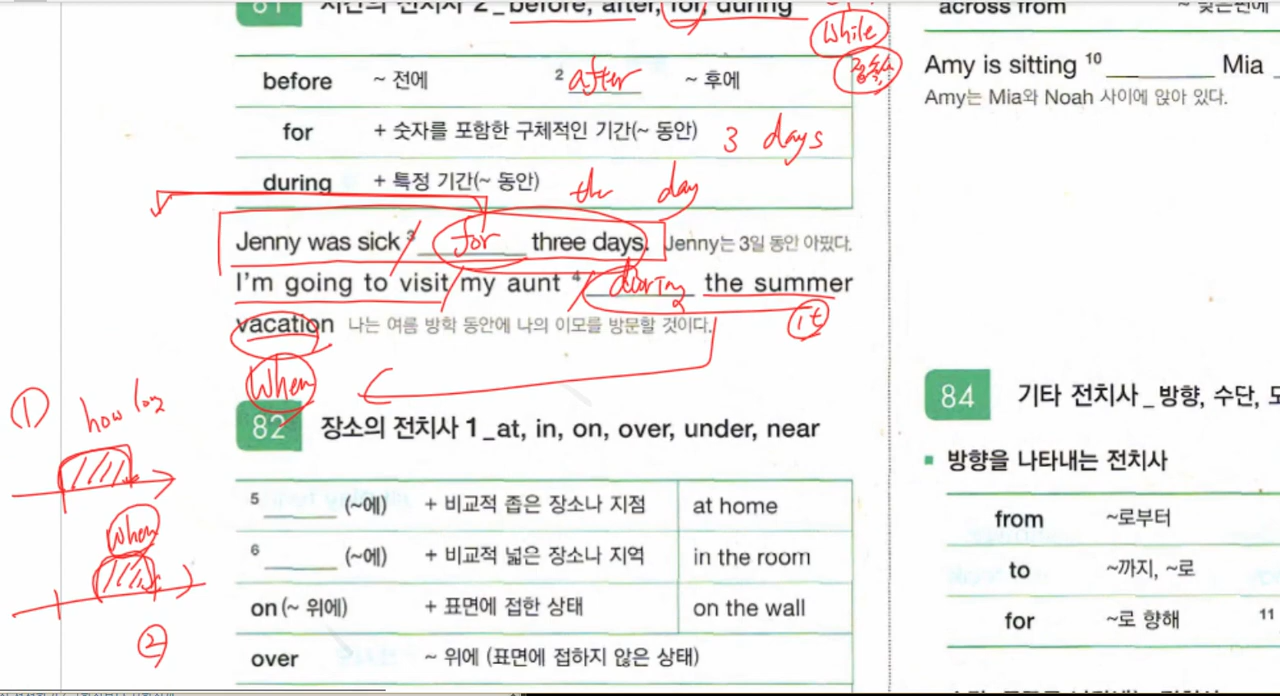 81 시간의 전치사 2_before, after, for, during
while
접속사
before ~ 전에 2 after ~ 후에
for + 숫자를 포함한 구체적인 기간(~ 동안) 3 days
during + 특정 기간(~ 동안) the day
Jenny was sick 3 for three days. Jenny는 3일 동안 아팠다.
I'm going to visit my aunt 4 during the summer
it
vacation 나는 여름 방학 동안에 나의 이모를 방문할 것이다.
when
① how long
when
②
82 장소의 전치사 1_at, in, on, over, under, near
5 ______ (~에) + 비교적 좁은 장소나 지점 at home
6 ______ (~에) + 비교적 넓은 장소나 지역 in the room
on (~ 위에) + 표면에 접한 상태 on the wall
over ~ 위에 (표면에 접하지 않은 상태)
across from ~ 맞은편에
Amy is sitting 10 ______ Mia
Amy는 Mia와 Noah 사이에 앉아 있다.
84 기타 전치사_방향, 수단,
방향을 나타내는 전치사
from ~로부터
to ~까지, ~로
for ~로 향해 11